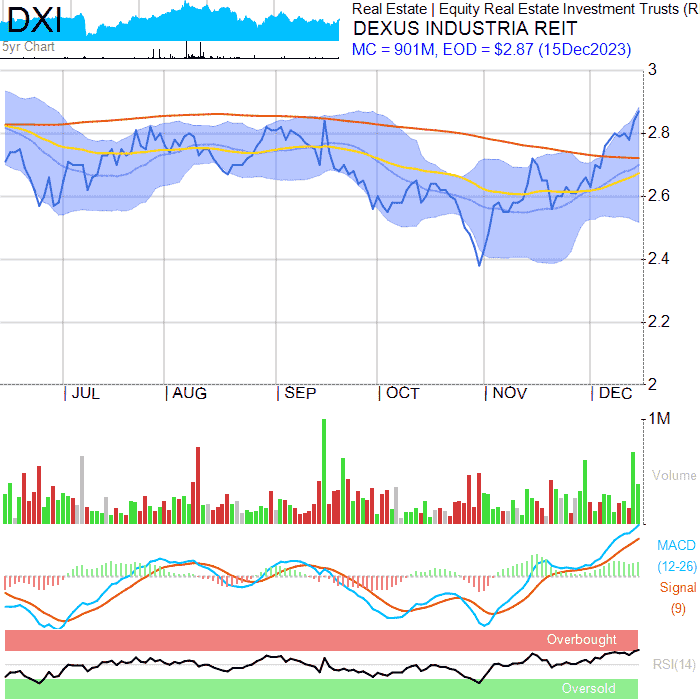 DXI
5yr Chart
Real Estate | Equity Real Estate Investment Trusts (R
DEXUS INDUSTRIA REIT
MC = 901M, EOD = $2.87 (15Dec2023)
3
2.8
2.6
2.4
2.2
2
JUL AUG SEP OCT NOV DEC
1M
Volume
MACD
(12-26)
Signal
(9)
Overbought
RSI(14)
Oversold